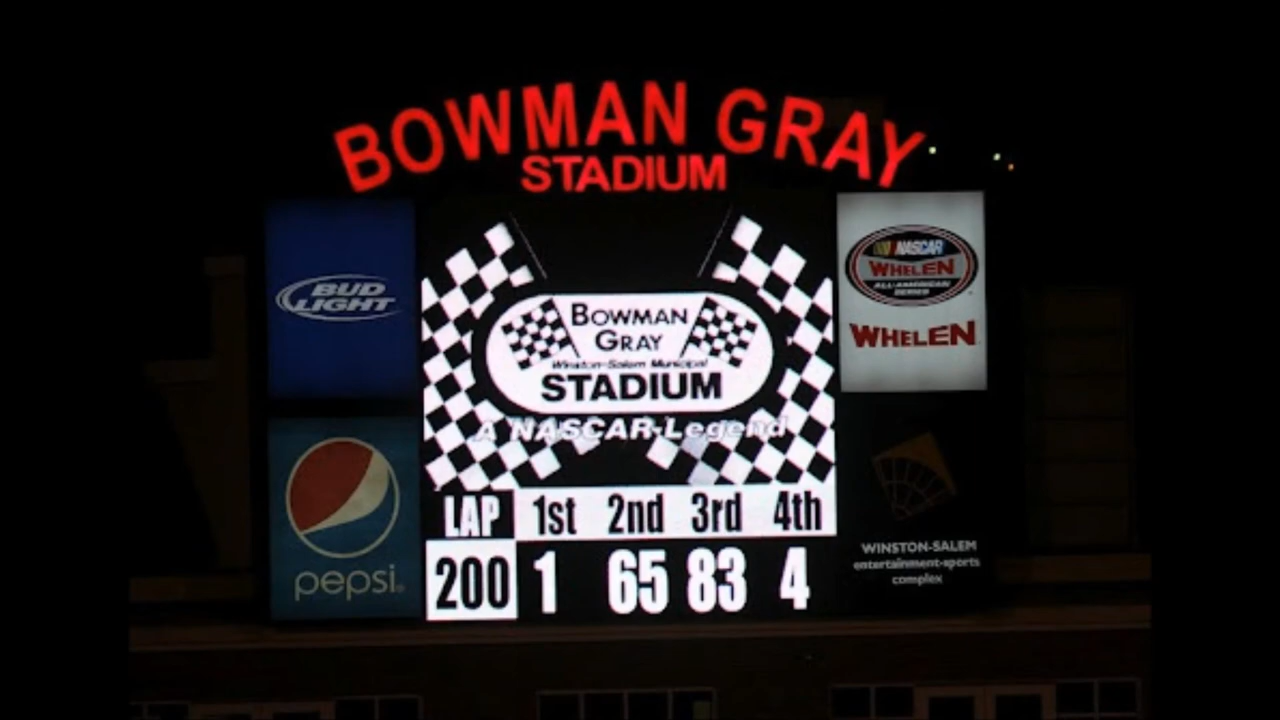 BOWMAN GRAY
STADIUM
BUD
LIGHT
pepsi
BOWMAN
GRAY
Winston-Salem Municipal
STADIUM
A NASCAR Legend
LAP 1st 2nd 3rd 4th
200 1 65 83 4
NASCAR
WHELEN
ALL-AMERICAN
SERIES
WHELEN
WINSTON-SALEM
entertainment-sports
complex